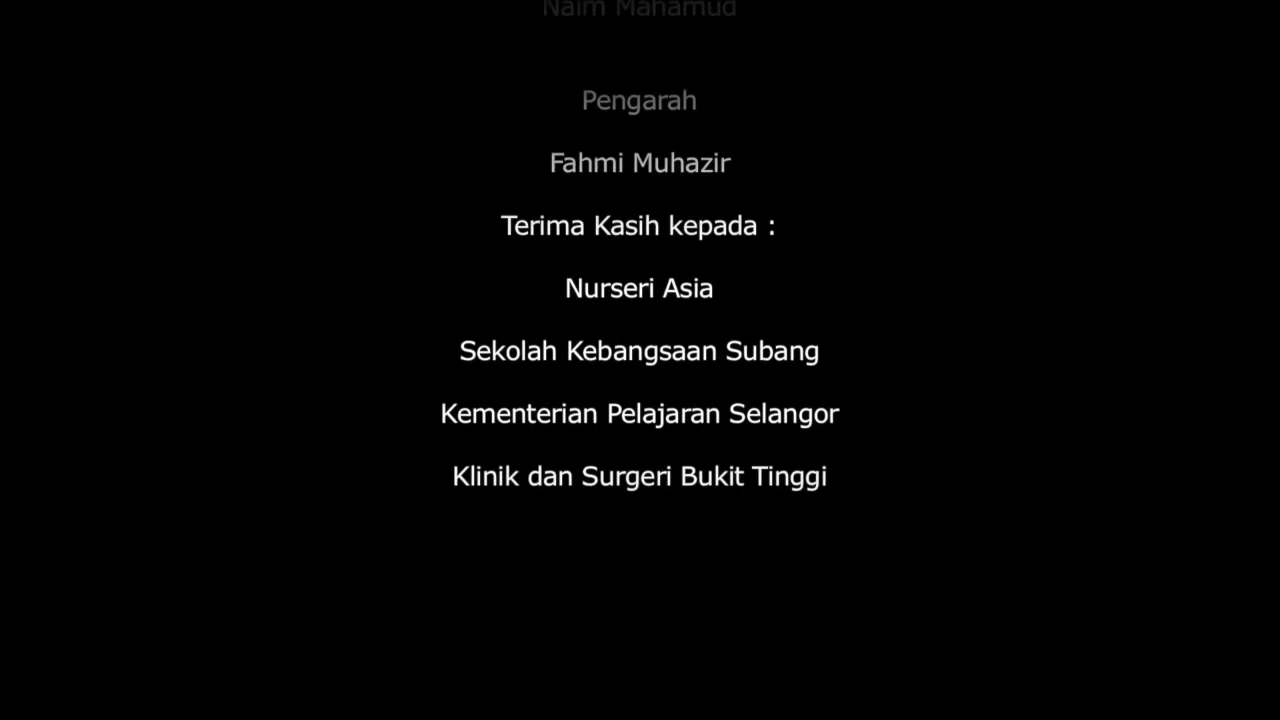 Naim Mahamud
Pengarah
Fahmi Muhazir
Terima Kasih kepada :
Nurseri Asia
Sekolah Kebangsaan Subang
Kementerian Pelajaran Selangor
Klinik dan Surgeri Bukit Tinggi